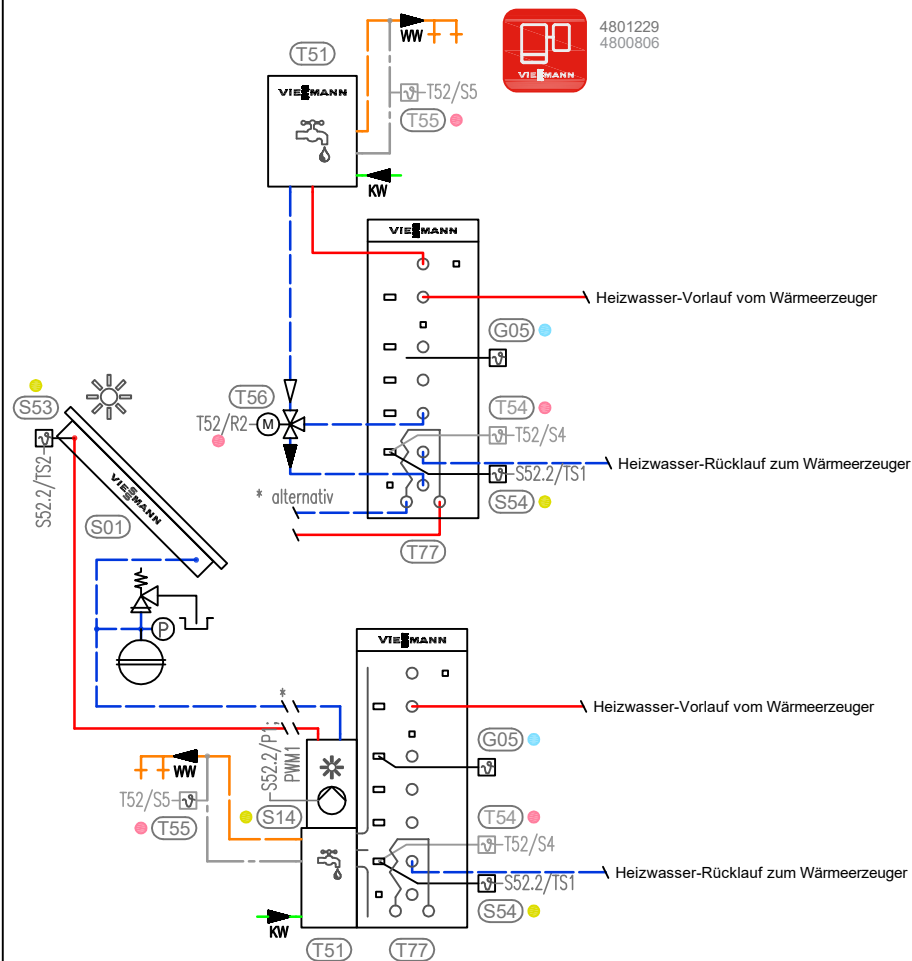 4801229
4800806
VIESMANN
WW
T51
VIESMANN
T52/S5
T55
KW
VIESMANN
Heizwasser-Vorlauf vom Wärmeerzeuger
G05
S53
T56
T52/R2
M
T54
T52/S4
Heizwasser-Rücklauf zum Wärmeerzeuger
S52.2/TS1
S54
S52.2/TS2
VIESSMANN
S01
* alternativ
T77
P
VIESMANN
*
Heizwasser-Vorlauf vom Wärmeerzeuger
S52.2/P1;
PWM1
G05
WW
T52/S5
T55
S14
T54
T52/S4
Heizwasser-Rücklauf zum Wärmeerzeuger
S52.2/TS1
S54
KW
T51
T77